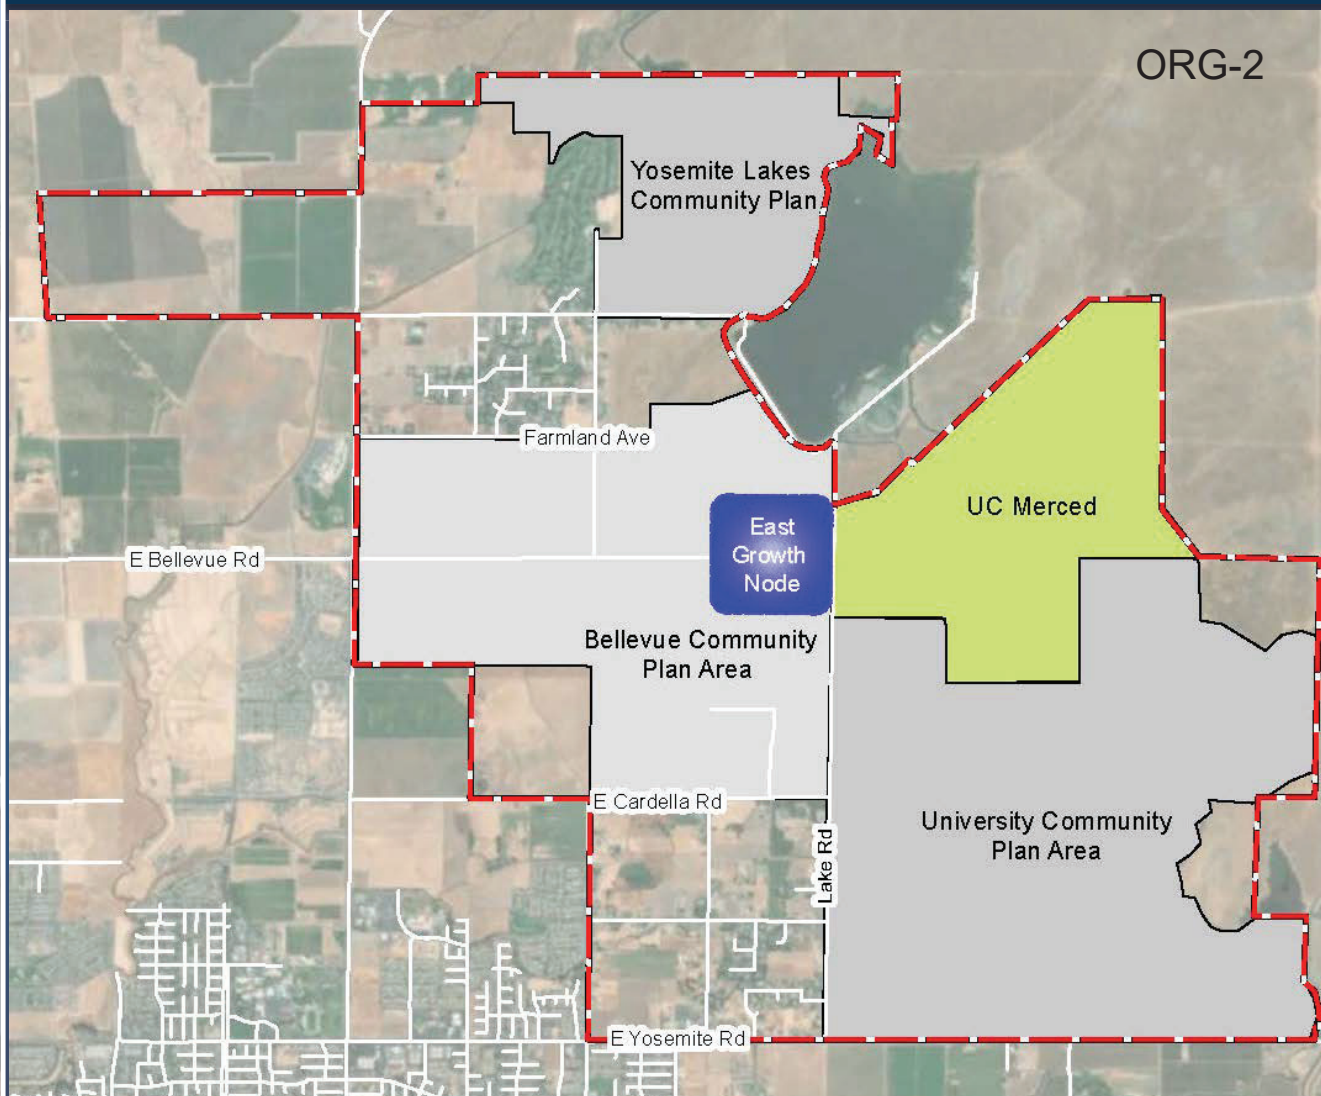 ORG-2
Yosemite Lakes
Community Plan
Farmland Ave
UC Merced
East
Growth
Node
E Bellevue Rd
Bellevue Community
Plan Area
E Cardella Rd
University Community
Plan Area
Lake Rd
E Yosemite Rd